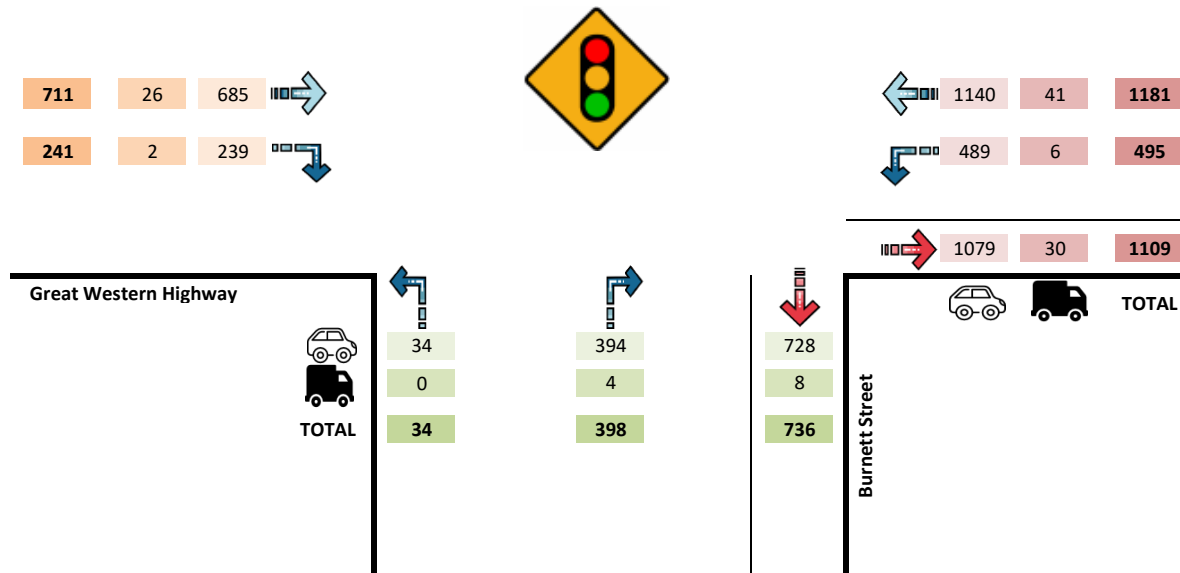 711 26 685 1140 41 1181
241 2 239 489 6 495
1079 30 1109
Great Western Highway
TOTAL
34 394 728
0 4 8
TOTAL 34 398 736
Burnett Street